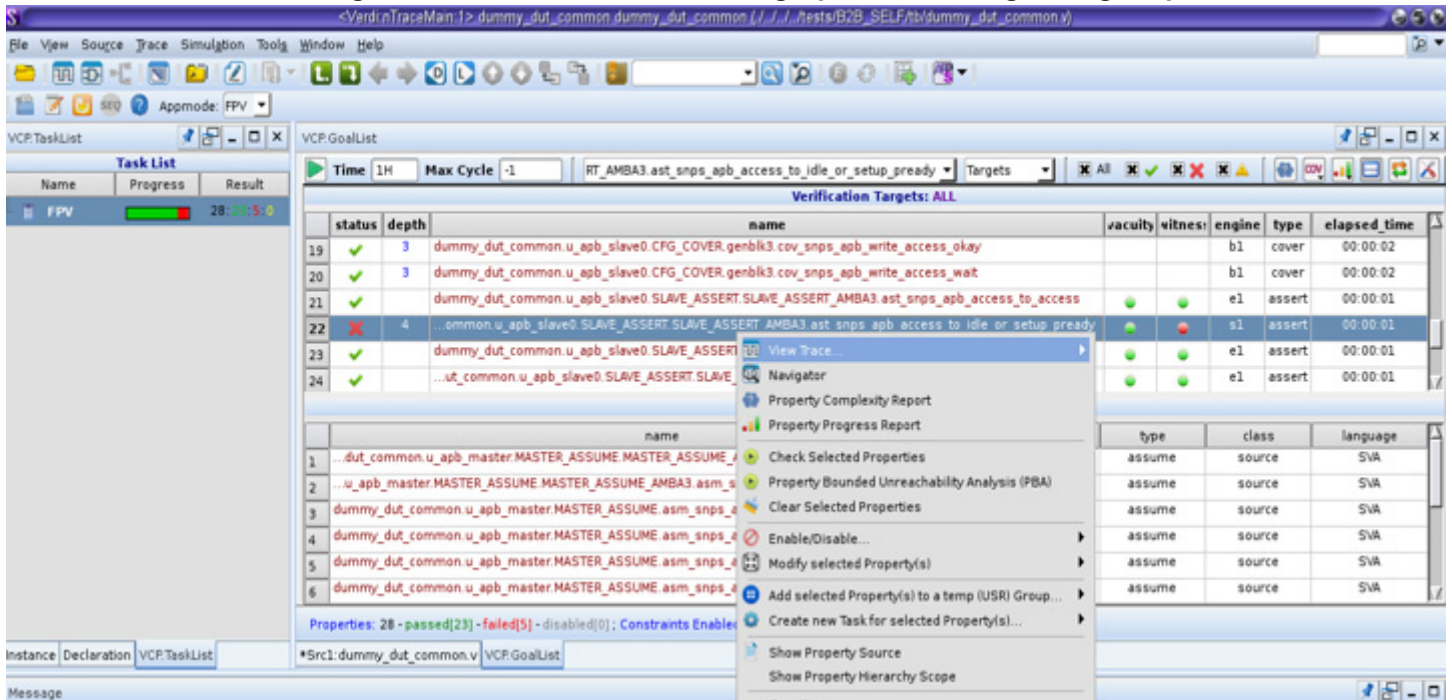 <Verdi:nTraceMain:1> dummy_dut_common dummy_dut_common (./../../tests/B2B_SELF/tb/dummy_dut_common.v)
File View Source Trace Simulation Tools Window Help
Appmode: FPV
VCP.TaskList
VCP.GoalList
Task List
Time 1H Max Cycle -1 RT_AMBA3.ast_snps_apb_access_to_idle_or_setup_pready Targets All
Name Progress Result
Verification Targets: ALL
FPV 28: :5:0
status depth name vacuity witness engine type elapsed_time
19 3 dummy_dut_common.u_apb_slave0.CFG_COVER.genblk3.cov_snps_apb_write_access_okay b1 cover 00:00:02
20 3 dummy_dut_common.u_apb_slave0.CFG_COVER.genblk3.cov_snps_apb_write_access_wait b1 cover 00:00:02
21 dummy_dut_common.u_apb_slave0.SLAVE_ASSERT.SLAVE_ASSERT_AMBA3.ast_snps_apb_access_to_access e1 assert 00:00:01
22 4 ...ommon.u_apb_slave0.SLAVE_ASSERT.SLAVE_ASSERT_AMBA3.ast_snps_apb_access_to_idle_or_setup_pready s1 assert 00:00:01
23 dummy_dut_common.u_apb_slave0.SLAVE_ASSERT e1 assert 00:00:01
24 ...ut_common.u_apb_slave0.SLAVE_ASSERT.SLAVE_ e1 assert 00:00:01
View Trace...
Navigator
Property Complexity Report
Property Progress Report
Check Selected Properties
Property Bounded Unreachability Analysis (PBA)
Clear Selected Properties
Enable/Disable...
Modify selected Property(s)
Add selected Property(s) to a temp (USR) Group...
Create new Task for selected Property(s)...
Show Property Source
Show Property Hierarchy Scope
name type class language
1 ...dut_common.u_apb_master.MASTER_ASSUME.MASTER_ASSUME_ assume source SVA
2 ...u_apb_master.MASTER_ASSUME.MASTER_ASSUME_AMBA3.asm_s assume source SVA
3 dummy_dut_common.u_apb_master.MASTER_ASSUME.asm_snps_a assume source SVA
4 dummy_dut_common.u_apb_master.MASTER_ASSUME.asm_snps_a assume source SVA
5 dummy_dut_common.u_apb_master.MASTER_ASSUME.asm_snps_a assume source SVA
6 dummy_dut_common.u_apb_master.MASTER_ASSUME.asm_snps_a assume source SVA
Properties: 28 - passed[23] - failed[5] - disabled[0] ; Constraints Enabled
Instance Declaration VCP.TaskList
*Src1:dummy_dut_common.v VCP.GoalList
Message